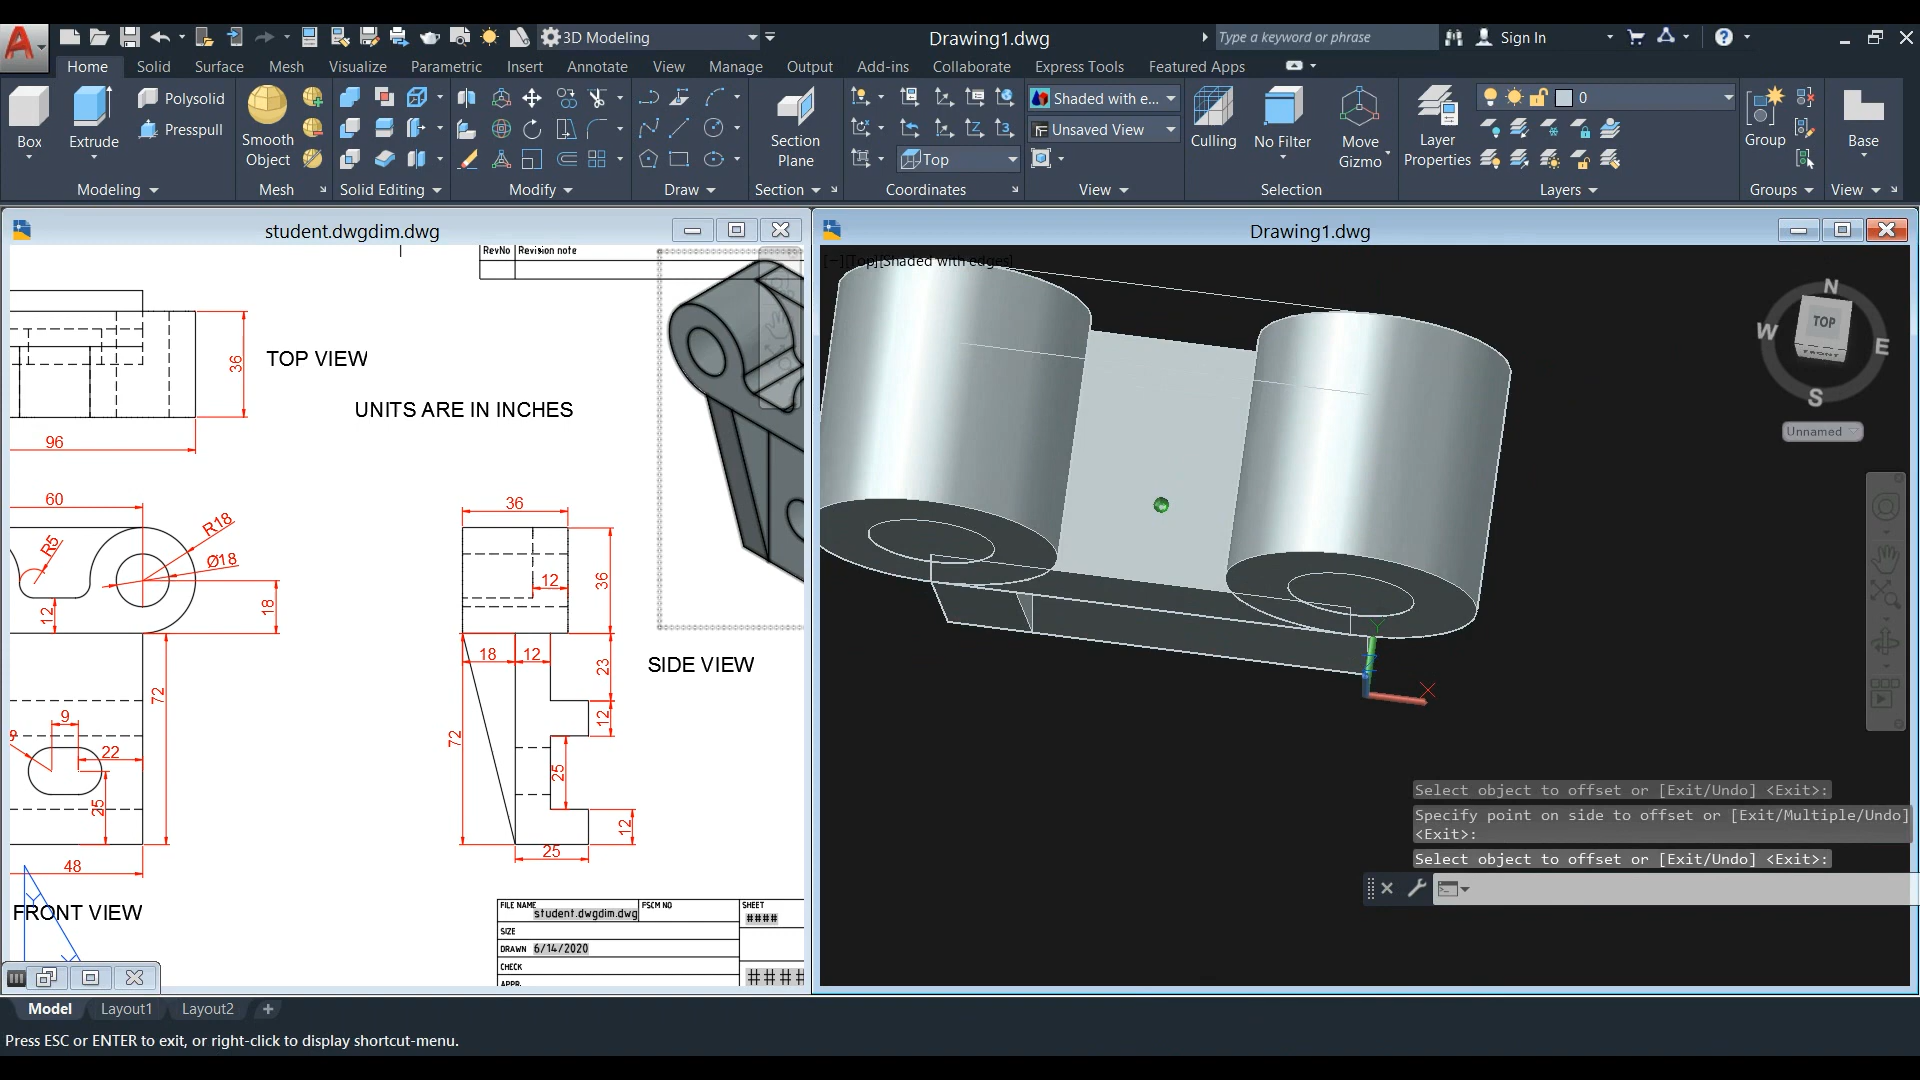 3D Modeling
Drawing1.dwg
Type a keyword or phrase
Sign In
Home Solid Surface Mesh Visualize Parametric Insert Annotate View Manage Output Add-ins Collaborate Express Tools Featured Apps
Box
Extrude
Polysolid
Presspull
Modeling
Smooth
Object
Mesh
Solid Editing
Modify
Draw
Section
Plane
Section
Top
Coordinates
Shaded with e...
Unsaved View
View
Culling
No Filter
Move
Gizmo
Selection
Layer
Properties
0
Layers
Group
Groups
Base
View
student.dwgdim.dwg
RevNo Revision note
36
TOP VIEW
UNITS ARE IN INCHES
96
60
R18
R5
Ø18
12
18
72
9
22
25
48
FRONT VIEW
36
12
36
18 12
23
12
72
25
12
25
SIDE VIEW
FILE NAME
student.dwgdim.dwg
FSCM NO
SHEET
####
SIZE
DRAWN 6/14/2020
CHECK
APPR.
####
Drawing1.dwg
[−][Top][Shaded with edges]
N
W
TOP
FRONT
E
S
Unnamed
Y
X
Select object to offset or [Exit/Undo] <Exit>:
Specify point on side to offset or [Exit/Multiple/Undo]
<Exit>:
Select object to offset or [Exit/Undo] <Exit>:
Model Layout1 Layout2 +
Press ESC or ENTER to exit, or right-click to display shortcut-menu.